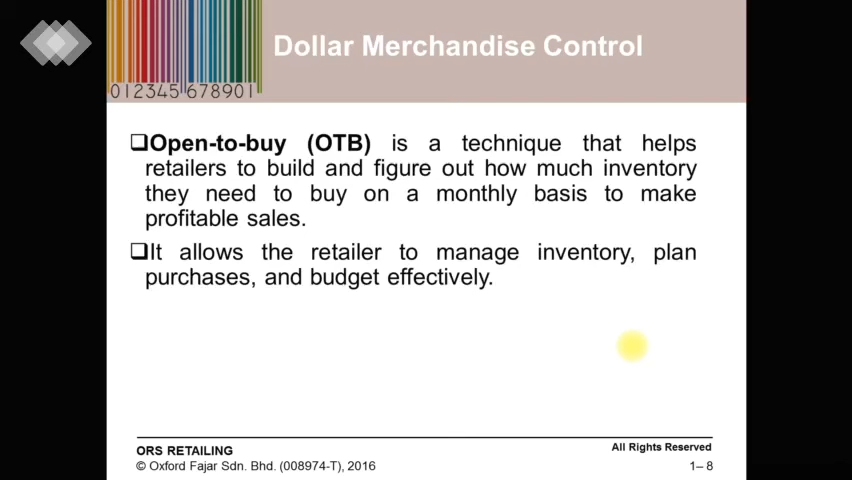 Dollar Merchandise Control
012345 678901
❑Open-to-buy (OTB) is a technique that helps
retailers to build and figure out how much inventory
they need to buy on a monthly basis to make
profitable sales.
❑It allows the retailer to manage inventory, plan
purchases, and budget effectively.
ORS RETAILING
All Rights Reserved
© Oxford Fajar Sdn. Bhd. (008974-T), 2016
1– 8